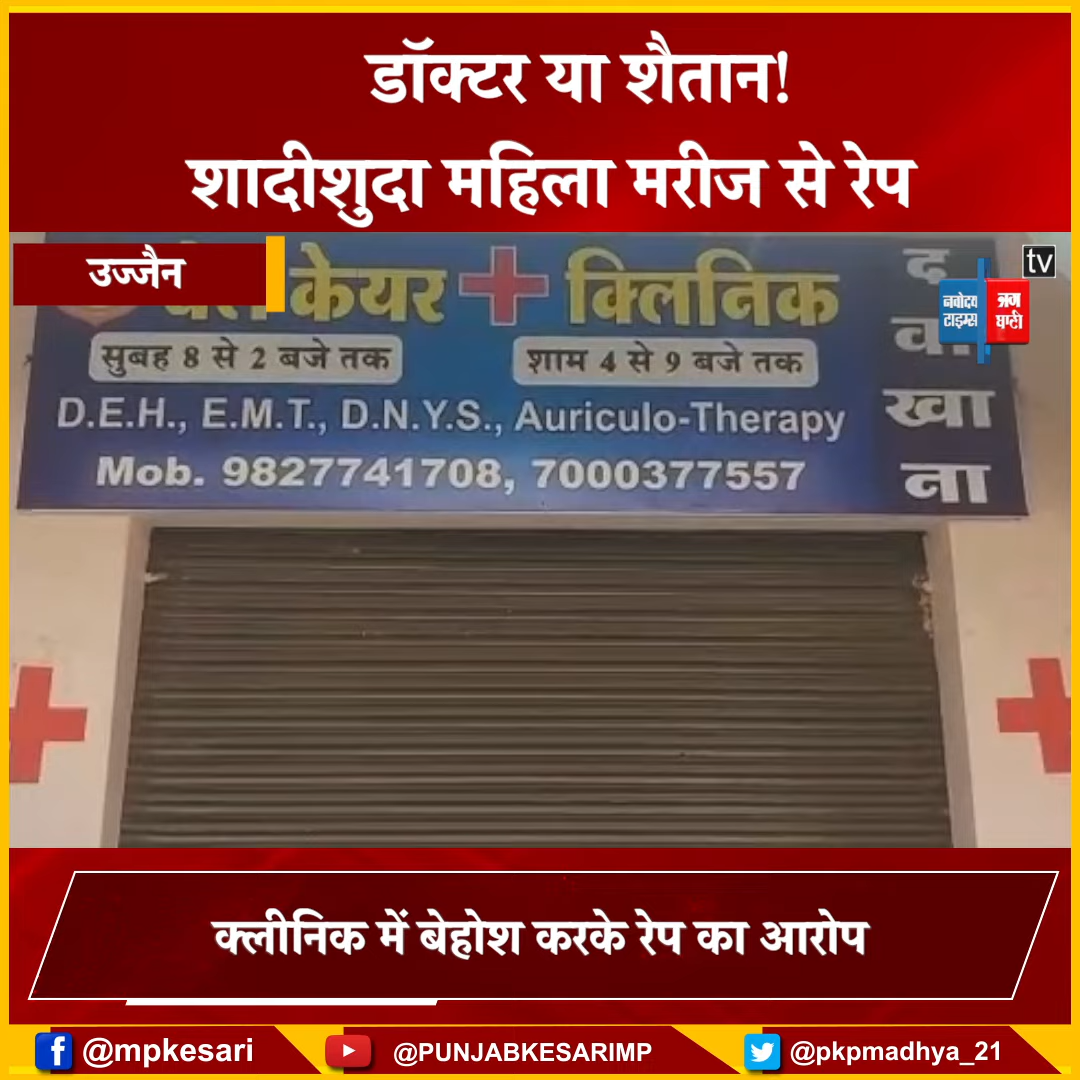 डॉक्टर या शैतान!
शादीशुदा महिला मरीज से रेप
उज्जैन
केयर + क्लिनिक
सुबह 8 से 2 बजे तक
शाम 4 से 9 बजे तक
D.E.H., E.M.T., D.N.Y.S., Auriculo-Therapy
Mob. 9827741708, 7000377557
द
वा
खा
ना
tv
नवोदय
टाइम्स
ਜਗ
ਬਾਣੀ
क्लीनिक में बेहोश करके रेप का आरोप
@mpkesari
@PUNJABKESARIMP
@pkpmadhya_21